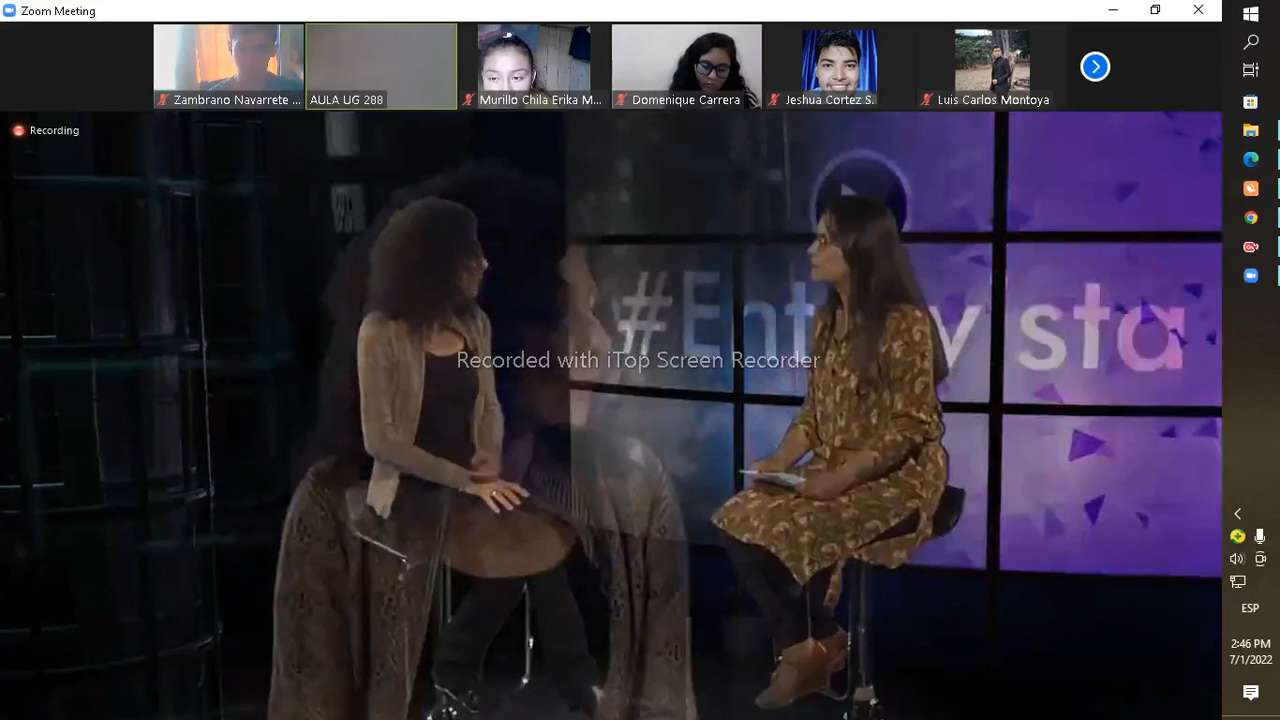 Zoom Meeting
Zambrano Navarrete ...
AULA UG 288
Murillo Chila Erika M...
Domenique Carrera
Jeshua Cortez S.
Luis Carlos Montoya
Recording
Recorded with iTop Screen Recorder
ESP
2:46 PM
7/1/2022